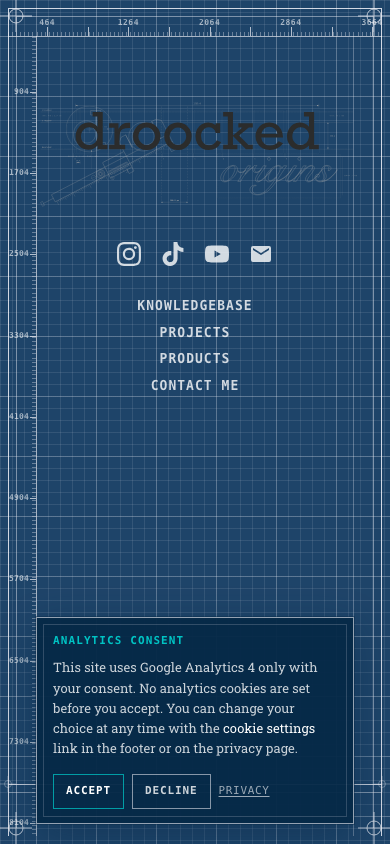 464 1264 2064 2864 3664
904
droocked
1704
origins
2504
KNOWLEDGEBASE
PROJECTS
3304
PRODUCTS
CONTACT ME
4104
4904
5704
ANALYTICS CONSENT
6504
This site uses Google Analytics 4 only with
your consent. No analytics cookies are set
before you accept. You can change your
choice at any time with the cookie settings
7304
link in the footer or on the privacy page.
ACCEPT DECLINE PRIVACY
8104